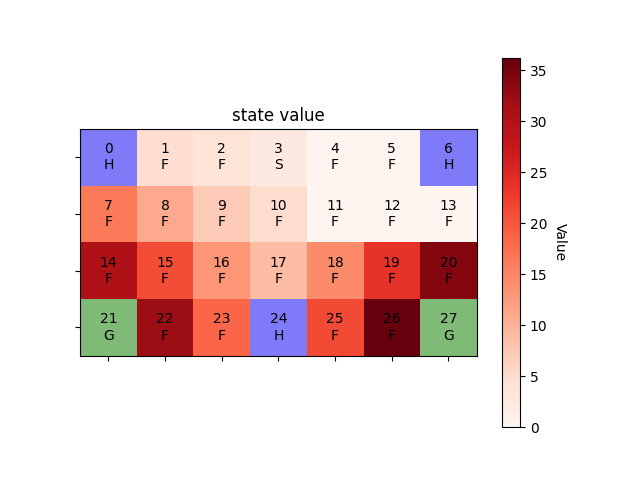 state value
0 1 2 3 4 5 6
H F F S F F H
7 8 9 10 11 12 13
F F F F F F F
14 15 16 17 18 19 20
F F F F F F F
21 22 23 24 25 26 27
G F F H F F G
35
30
25
20
15
10
5
0
Value